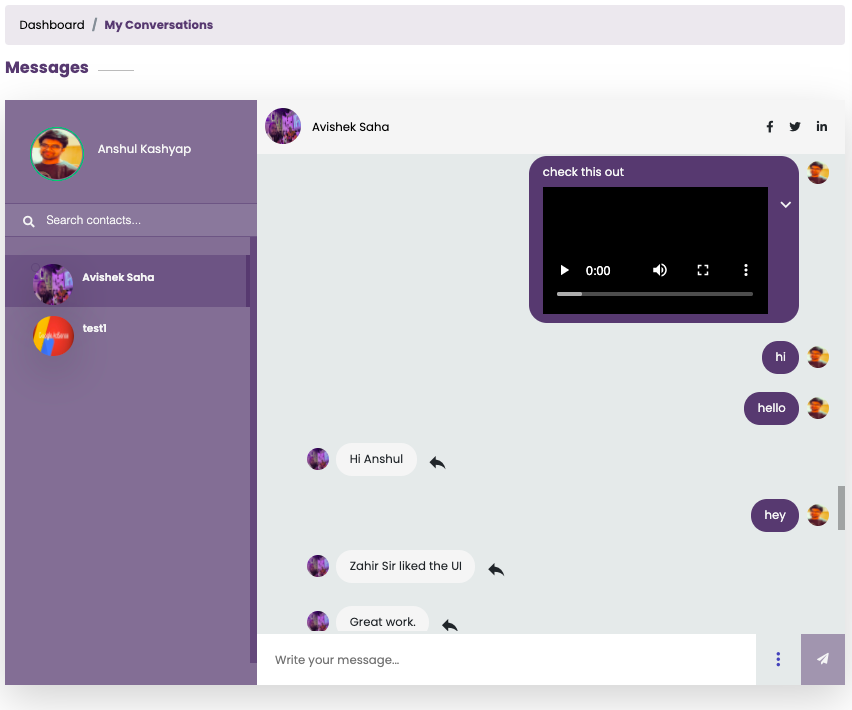 Dashboard / My Conversations
Messages
Anshul Kashyap
Search contacts...
Avishek Saha
test1
Avishek Saha
check this out
0:00
hi
hello
Hi Anshul
hey
Zahir Sir liked the UI
Great work.
Write your message...